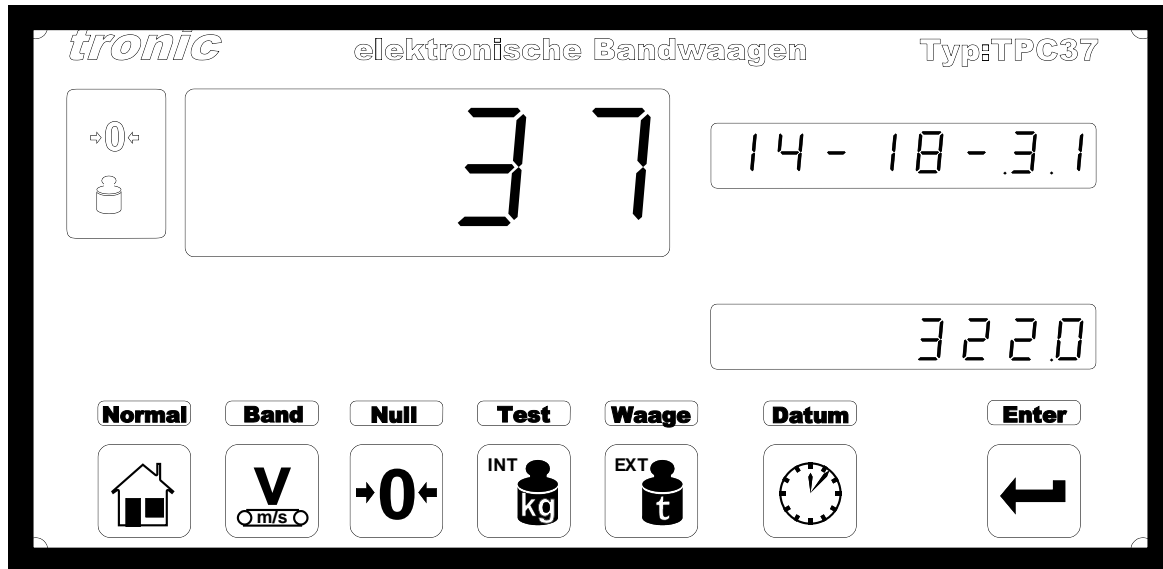 tronic elektronische Bandwaagen Typ:TPC37
→0←
37
14-18-.3.1
322.0
Normal Band Null Test Waage Datum Enter
V m/s →0← INT kg EXT t